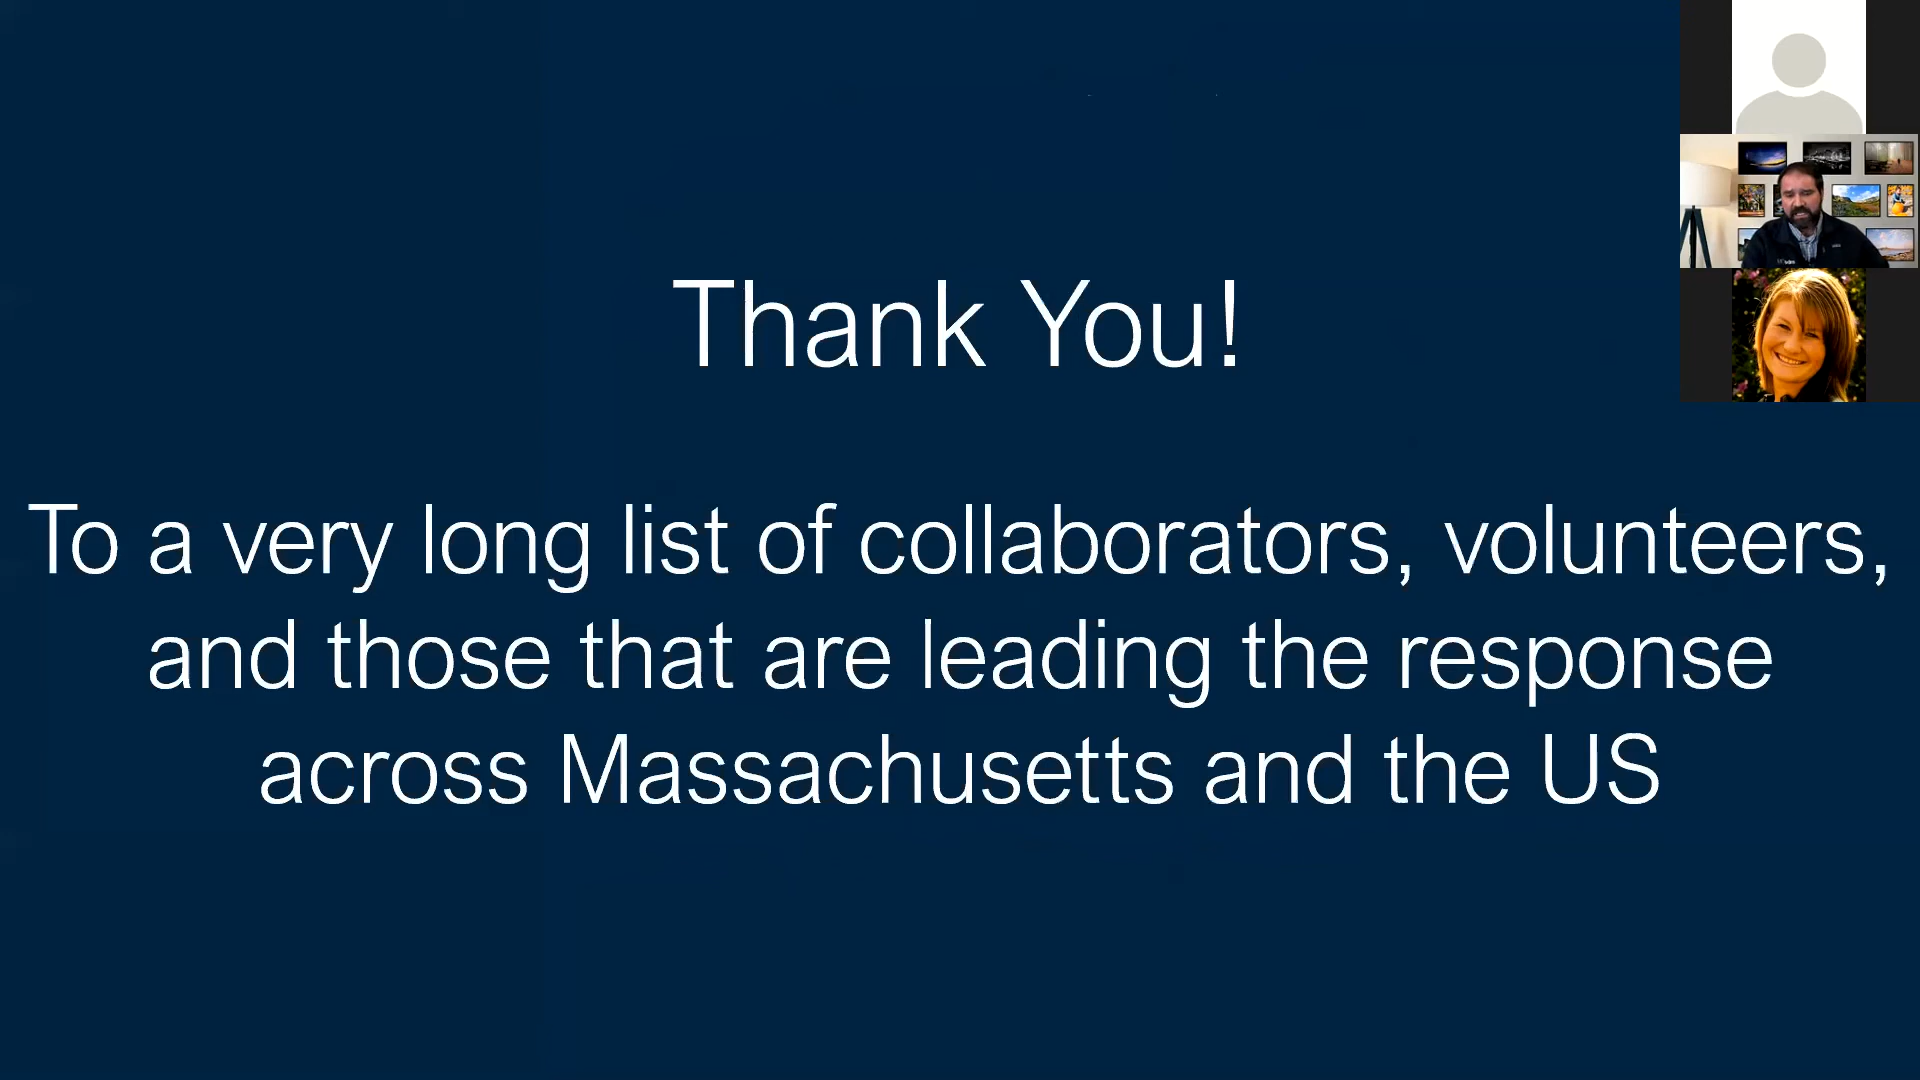 Thank You!
To a very long list of collaborators, volunteers,
and those that are leading the response
across Massachusetts and the US